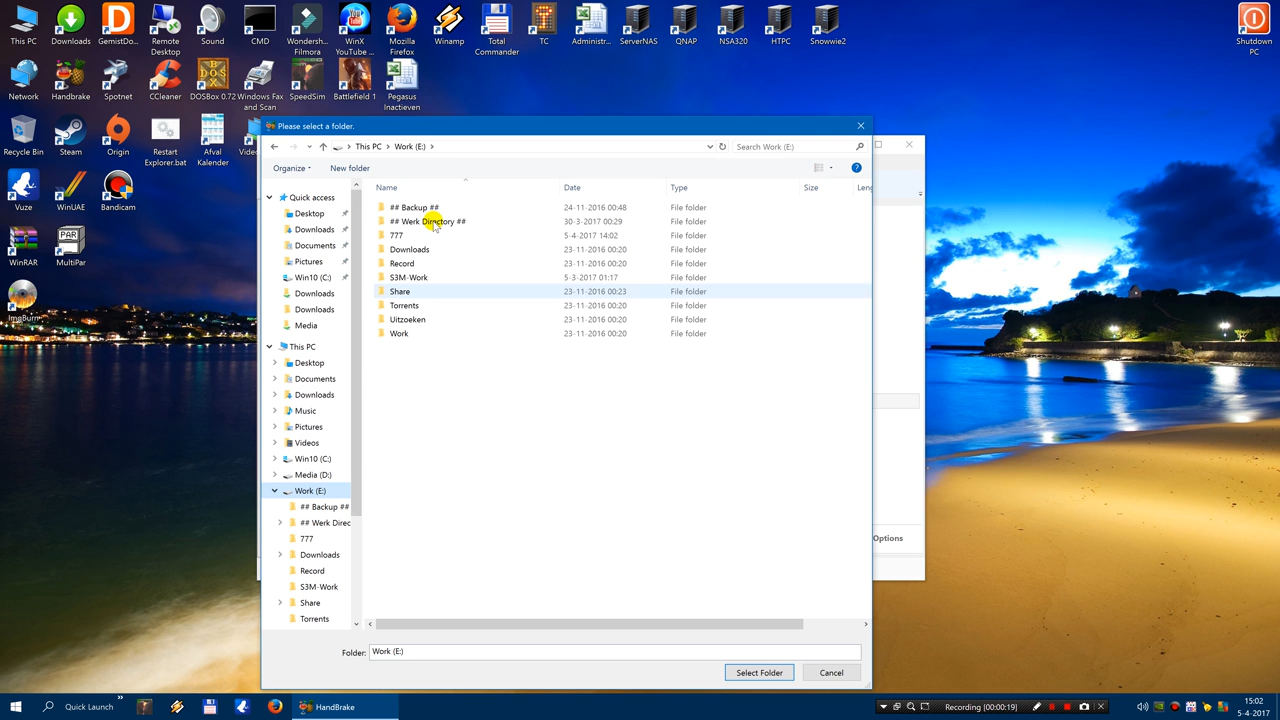 This PC
Downloads
GemistDo...
Remote
Desktop
Sound
CMD
Wondersh...
Filmora
WinX
YouTube ...
Mozilla
Firefox
Winamp
Total
Commander
TC
Administr...
ServerNAS
QNAP
NSA320
HTPC
Snowwie2
Shutdown
PC
Network
Handbrake
Spotnet
CCleaner
DOSBox 0.72
Windows Fax
and Scan
SpeedSim
Battlefield 1
Pegasus
Inactieven
Recycle Bin
Steam
Origin
Restart
Explorer.bat
Afval
Kalender
Vuze
WinUAE
Bandicam
WinRAR
MultiPar
ImgBurn
Please select a folder.
This PC
Work (E:)
Search Work (E:)
Organize
New folder
Name
Date
Type
Size
## Backup ## 24-11-2016 00:48 File folder
## Werk Directory ## 30-3-2017 00:29 File folder
777 5-4-2017 14:02 File folder
Downloads 23-11-2016 00:20 File folder
Record 23-11-2016 00:20 File folder
S3M-Work 5-3-2017 01:17 File folder
Share 23-11-2016 00:23 File folder
Torrents 23-11-2016 00:20 File folder
Uitzoeken 23-11-2016 00:20 File folder
Work 23-11-2016 00:20 File folder
Quick access
Desktop
Downloads
Documents
Pictures
Win10 (C:)
Downloads
Downloads
Media
This PC
Desktop
Documents
Downloads
Music
Pictures
Videos
Win10 (C:)
Media (D:)
Work (E:)
## Backup ##
## Werk Direc
777
Downloads
Record
S3M-Work
Share
Torrents
Options
Folder: Work (E:)
Select Folder
Cancel
Quick Launch
HandBrake
Recording [00:00:19]
15:02
5-4-2017